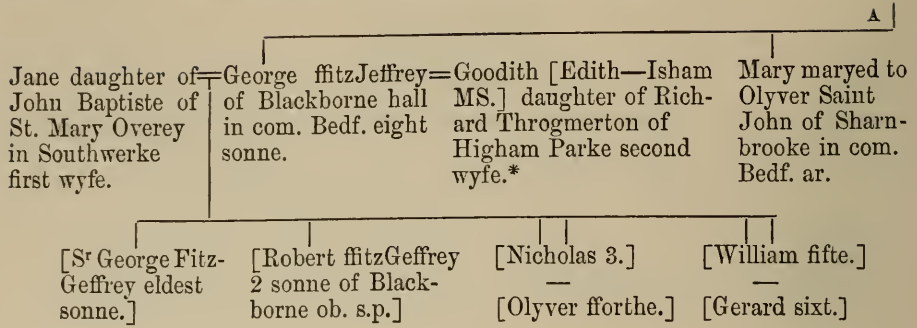 A
Jane daughter of
John Baptiste of
St. Mary Overey
in Southwerke
first wyfe.
George ffitzJeffrey
of Blackborne hall
in com. Bedf. eight
sonne.
Goodith [Edith—Isham
MS.] daughter of Rich-
ard Throgmerton of
Higham Parke second
wyfe.*
Mary maryed to
Olyver Saint
John of Sharn-
brooke in com.
Bedf. ar.
[Sr George Fitz-
Geffrey eldest
sonne.]
[Robert ffitzGeffrey
2 sonne of Black-
borne ob. s.p.]
[Nicholas 3.]
—
[Olyver fforthe.]
[William fifte.]
—
[Gerard sixt.]